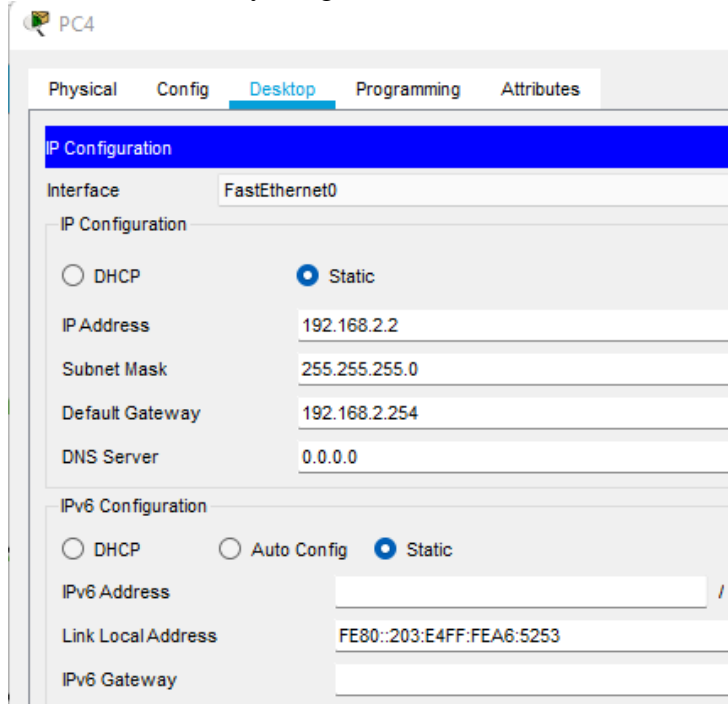 PC4
Physical Config Desktop Programming Attributes
IP Configuration
Interface FastEthernet0
IP Configuration
DHCP Static
IP Address 192.168.2.2
Subnet Mask 255.255.255.0
Default Gateway 192.168.2.254
DNS Server 0.0.0.0
IPv6 Configuration
DHCP Auto Config Static
IPv6 Address /
Link Local Address FE80::203:E4FF:FEA6:5253
IPv6 Gateway